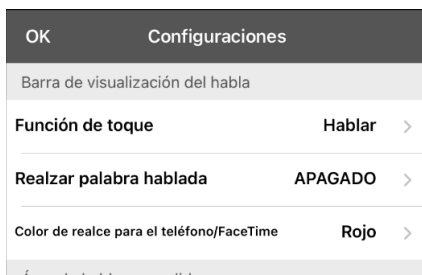 OK Configuraciones
Barra de visualización del habla
Función de toque Hablar
Realzar palabra hablada APAGADO
Color de realce para el teléfono/FaceTime Rojo